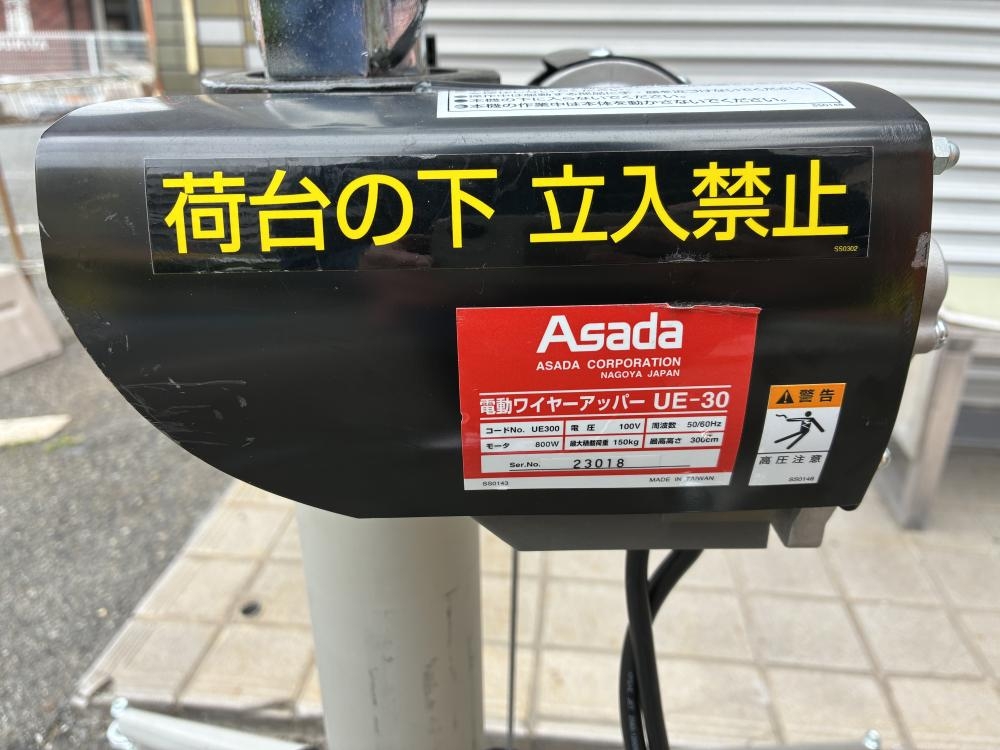 ●本機の下に入らないでください。
●本機の作業中は本体を動かさないでください。
SS0148
荷台の下 立入禁止
SS0302
Asada
ASADA CORPORATION
NAGOYA JAPAN
電動ワイヤーアッパー UE-30
コードNo. UE300 電圧 100V 周波数 50/60Hz
モータ 800W 最大積載荷重 150kg 最高高さ 300cm
Ser.No. 23018
SS0143 MADE IN TAIWAN
警告
高圧注意
SS0148